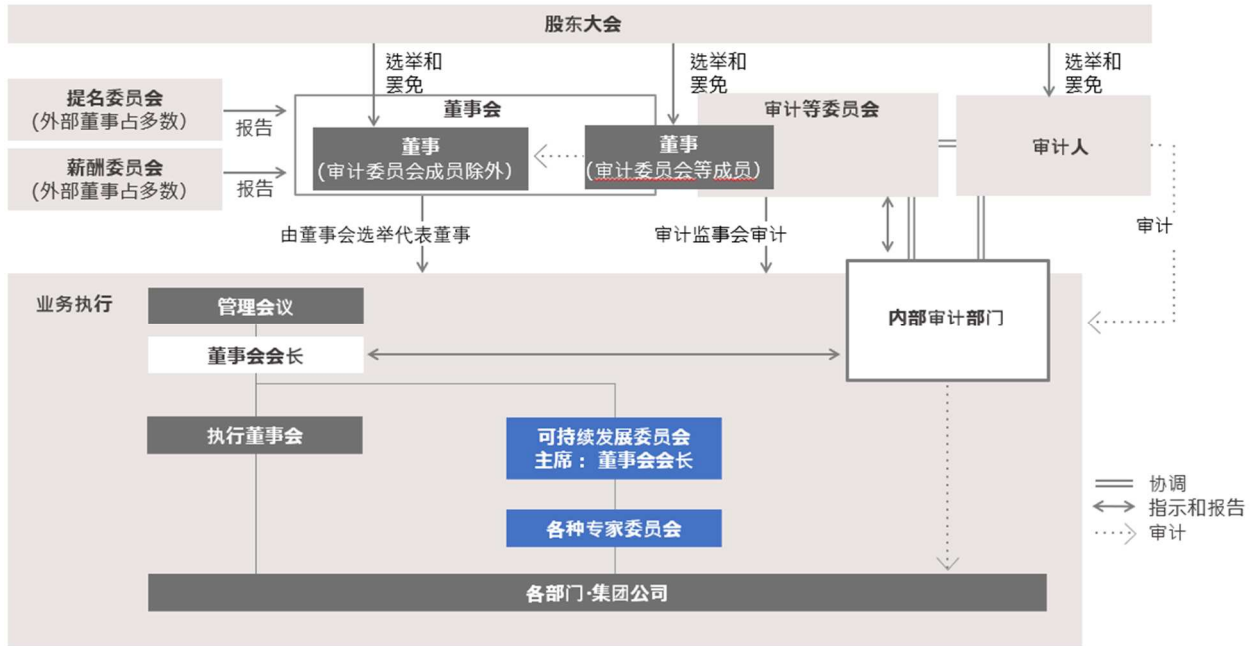 股东大会
选举和
罢免
选举和
罢免
选举和
罢免
提名委员会
(外部董事占多数)
报告
薪酬委员会
(外部董事占多数)
报告
董事会
董事
(审计委员会成员除外)
董事
(审计委员会等成员)
审计等委员会
审计人
审计
由董事会选举代表董事
审计监事会审计
业务执行
管理会议
董事会会长
内部审计部门
执行董事会
可持续发展委员会
主席：董事会会长
各种专家委员会
各部门·集团公司
协调
指示和报告
审计